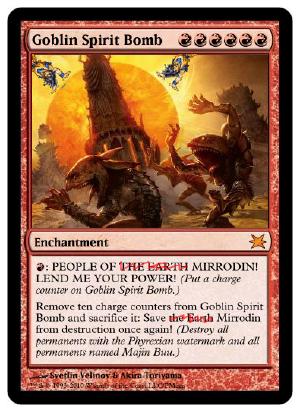 Goblin Spirit Bomb
Enchantment
: PEOPLE OF THE EARTH MIRRODIN!
LEND ME YOUR POWER! (Put a charge
counter on Goblin Spirit Bomb.)
Remove ten charge counters from Goblin Spirit
Bomb and sacrifice it: Save the Earth Mirrodin
from destruction once again! (Destroy all
permanents with the Phyrexian watermark and all
permanents named Majin Buu.)
Svetlin Velinov & Akira Toriyama